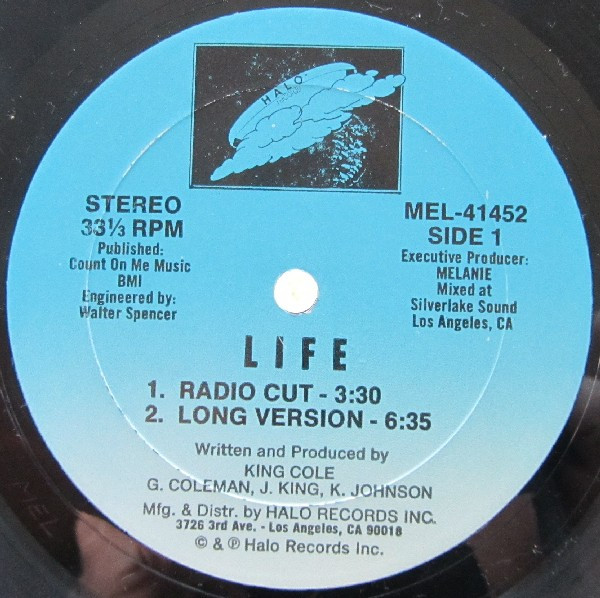 HALO
STEREO
33⅓ RPM
Published:
Count On Me Music
BMI
Engineered by:
Walter Spencer
MEL-41452
SIDE 1
Executive Producer:
MELANIE
Mixed at
Silverlake Sound
Los Angeles, CA
LIFE
1. RADIO CUT - 3:30
2. LONG VERSION - 6:35
Written and Produced by
KING COLE
G. COLEMAN, J. KING, K. JOHNSON
Mfg. & Distr. by HALO RECORDS INC.
3726 3rd Ave. - Los Angeles, CA 90018
© & ℗ Halo Records Inc.
MEL